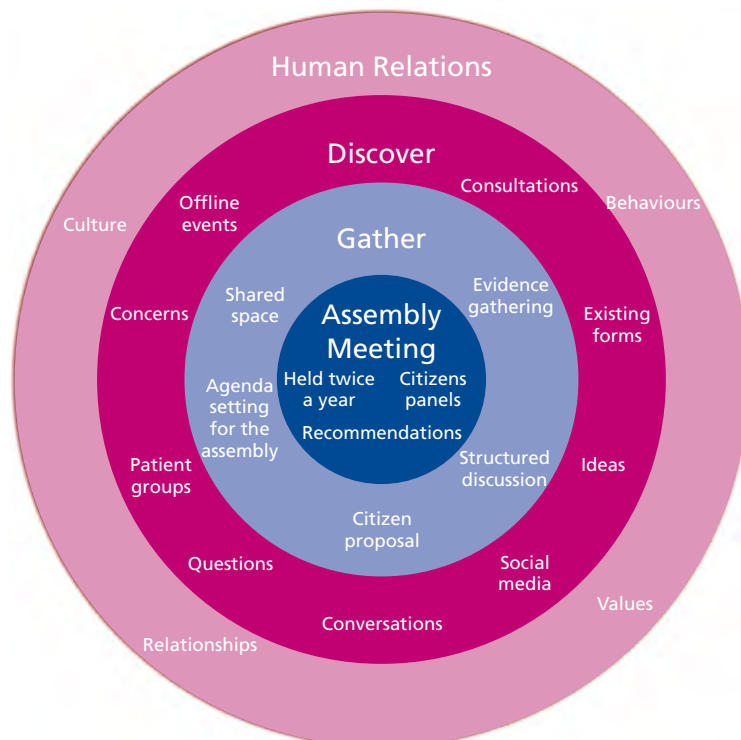 Human Relations
Discover
Consultations
Offline
events
Behaviours
Culture
Gather
Evidence
gathering
Shared
space
Concerns
Existing
forms
Assembly
Meeting
Held twice
a year
Citizens
panels
Recommendations
Agenda
setting
for the
assembly
Structured
discussion
Patient
groups
Ideas
Citizen
proposal
Questions
Social
media
Values
Conversations
Relationships